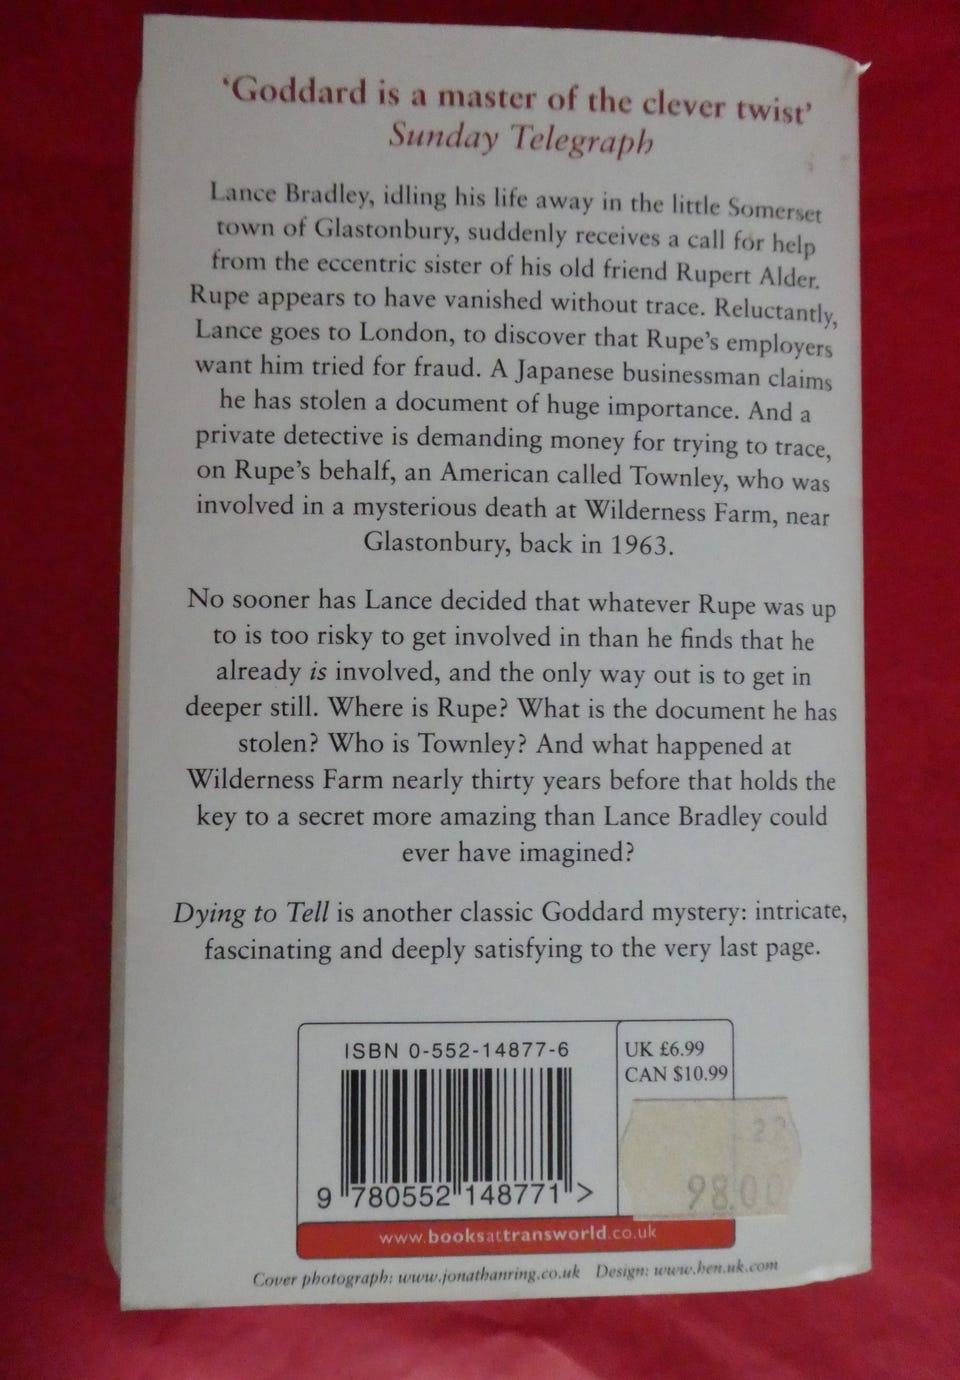 ‘Goddard is a master of the clever twist’
Sunday Telegraph
Lance Bradley, idling his life away in the little Somerset
town of Glastonbury, suddenly receives a call for help
from the eccentric sister of his old friend Rupert Alder.
Rupe appears to have vanished without trace. Reluctantly,
Lance goes to London, to discover that Rupe’s employers
want him tried for fraud. A Japanese businessman claims
he has stolen a document of huge importance. And a
private detective is demanding money for trying to trace,
on Rupe’s behalf, an American called Townley, who was
involved in a mysterious death at Wilderness Farm, near
Glastonbury, back in 1963.
No sooner has Lance decided that whatever Rupe was up
to is too risky to get involved in than he finds that he
already is involved, and the only way out is to get in
deeper still. Where is Rupe? What is the document he has
stolen? Who is Townley? And what happened at
Wilderness Farm nearly thirty years before that holds the
key to a secret more amazing than Lance Bradley could
ever have imagined?
Dying to Tell is another classic Goddard mystery: intricate,
fascinating and deeply satisfying to the very last page.
ISBN 0-552-14877-6
UK £6.99
CAN $10.99
98.00
9 780552 148771 >
www.booksattransworld.co.uk
Cover photograph: www.jonathanring.co.uk Design: www.hen.uk.com